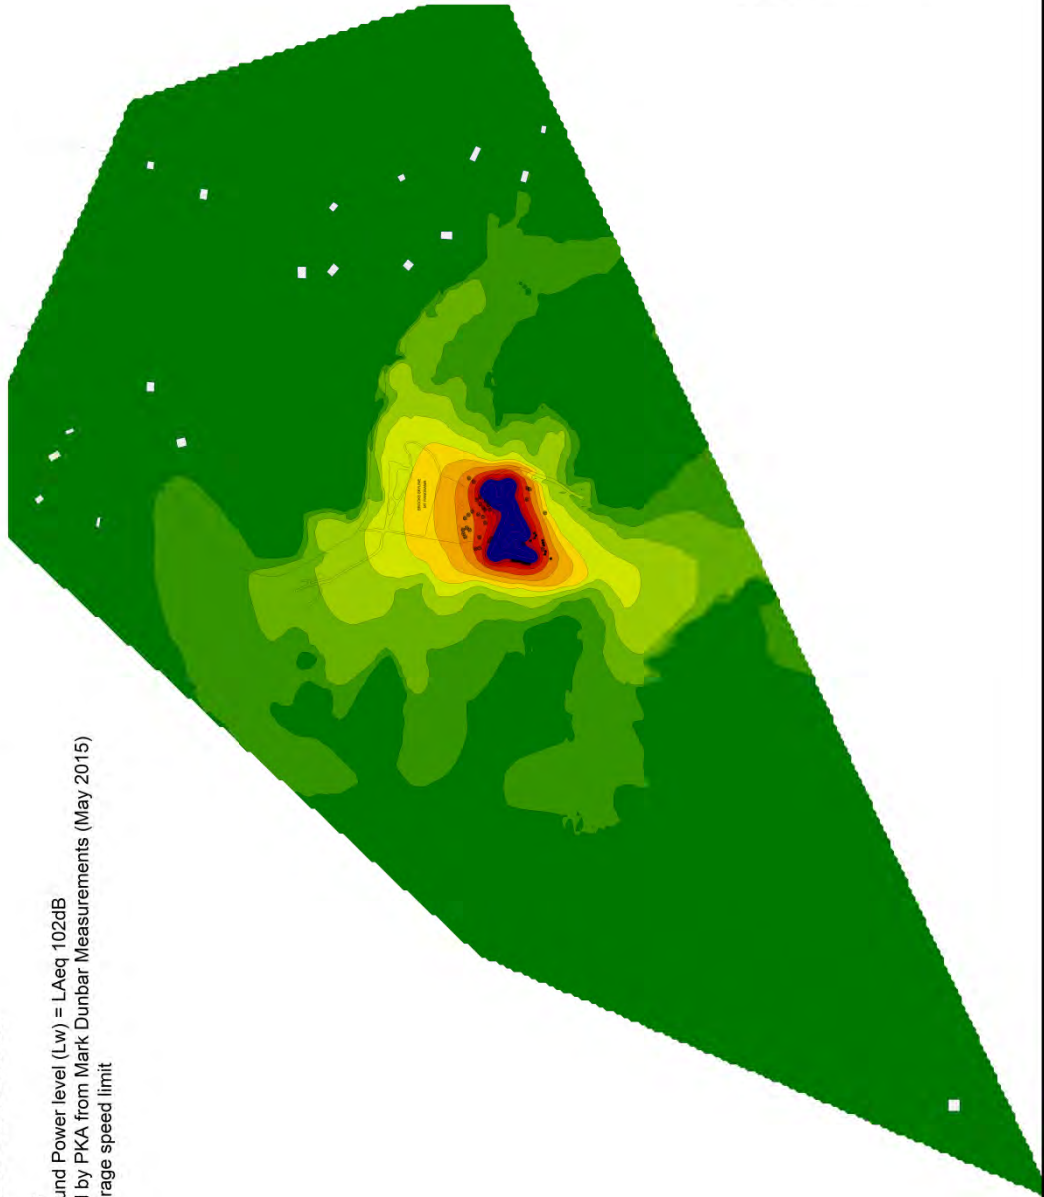 und Power level (Lw) = LAeq 102dB
by PKA from Mark Dunbar Measurements (May 2015)
rage speed limit